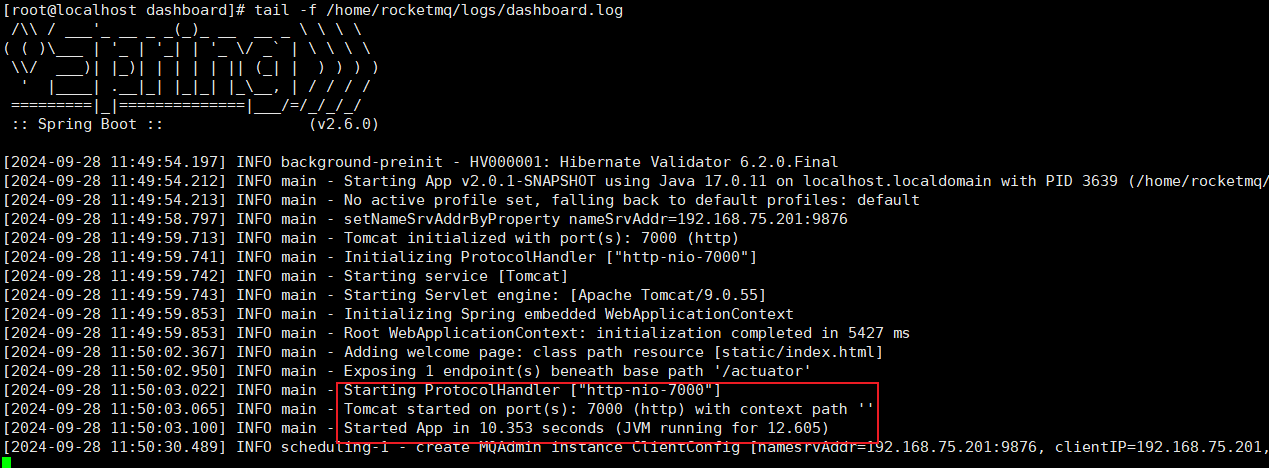 [root@localhost dashboard]# tail -f /home/rocketmq/logs/dashboard.log
 /\\ / ___'_ __ _ _(_)_ __  __ _ \ \ \ \
( ( )\___ | '_ | '_| | '_ \/ _` | \ \ \ \
 \\/  ___)| |_)| | | | | || (_| |  ) ) ) )
  '  |____| .__|_| |_|_| |_\__, | / / / /
 =========|_|==============|___/=/_/_/_/
 :: Spring Boot ::                (v2.6.0)
[2024-09-28 11:49:54.197] INFO background-preinit - HV000001: Hibernate Validator 6.2.0.Final
[2024-09-28 11:49:54.212] INFO main - Starting App v2.0.1-SNAPSHOT using Java 17.0.11 on localhost.localdomain with PID 3639 (/home/rocketmq/
[2024-09-28 11:49:54.213] INFO main - No active profile set, falling back to default profiles: default
[2024-09-28 11:49:58.797] INFO main - setNameSrvAddrByProperty nameSrvAddr=192.168.75.201:9876
[2024-09-28 11:49:59.713] INFO main - Tomcat initialized with port(s): 7000 (http)
[2024-09-28 11:49:59.741] INFO main - Initializing ProtocolHandler ["http-nio-7000"]
[2024-09-28 11:49:59.742] INFO main - Starting service [Tomcat]
[2024-09-28 11:49:59.743] INFO main - Starting Servlet engine: [Apache Tomcat/9.0.55]
[2024-09-28 11:49:59.853] INFO main - Initializing Spring embedded WebApplicationContext
[2024-09-28 11:49:59.853] INFO main - Root WebApplicationContext: initialization completed in 5427 ms
[2024-09-28 11:50:02.367] INFO main - Adding welcome page: class path resource [static/index.html]
[2024-09-28 11:50:02.950] INFO main - Exposing 1 endpoint(s) beneath base path '/actuator'
[2024-09-28 11:50:03.022] INFO main - Starting ProtocolHandler ["http-nio-7000"]
[2024-09-28 11:50:03.065] INFO main - Tomcat started on port(s): 7000 (http) with context path ''
[2024-09-28 11:50:03.100] INFO main - Started App in 10.353 seconds (JVM running for 12.605)
[2024-09-28 11:50:30.489] INFO scheduling-1 - create MQAdmin instance ClientConfig [namesrvAddr=192.168.75.201:9876, clientIP=192.168.75.201,